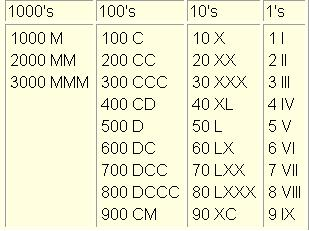 1000's 100's 10's 1's
1000 M 100 C 10 X 1 I
2000 MM 200 CC 20 XX 2 II
3000 MMM 300 CCC 30 XXX 3 III
400 CD 40 XL 4 IV
500 D 50 L 5 V
600 DC 60 LX 6 VI
700 DCC 70 LXX 7 VII
800 DCCC 80 LXXX 8 VIII
900 CM 90 XC 9 IX